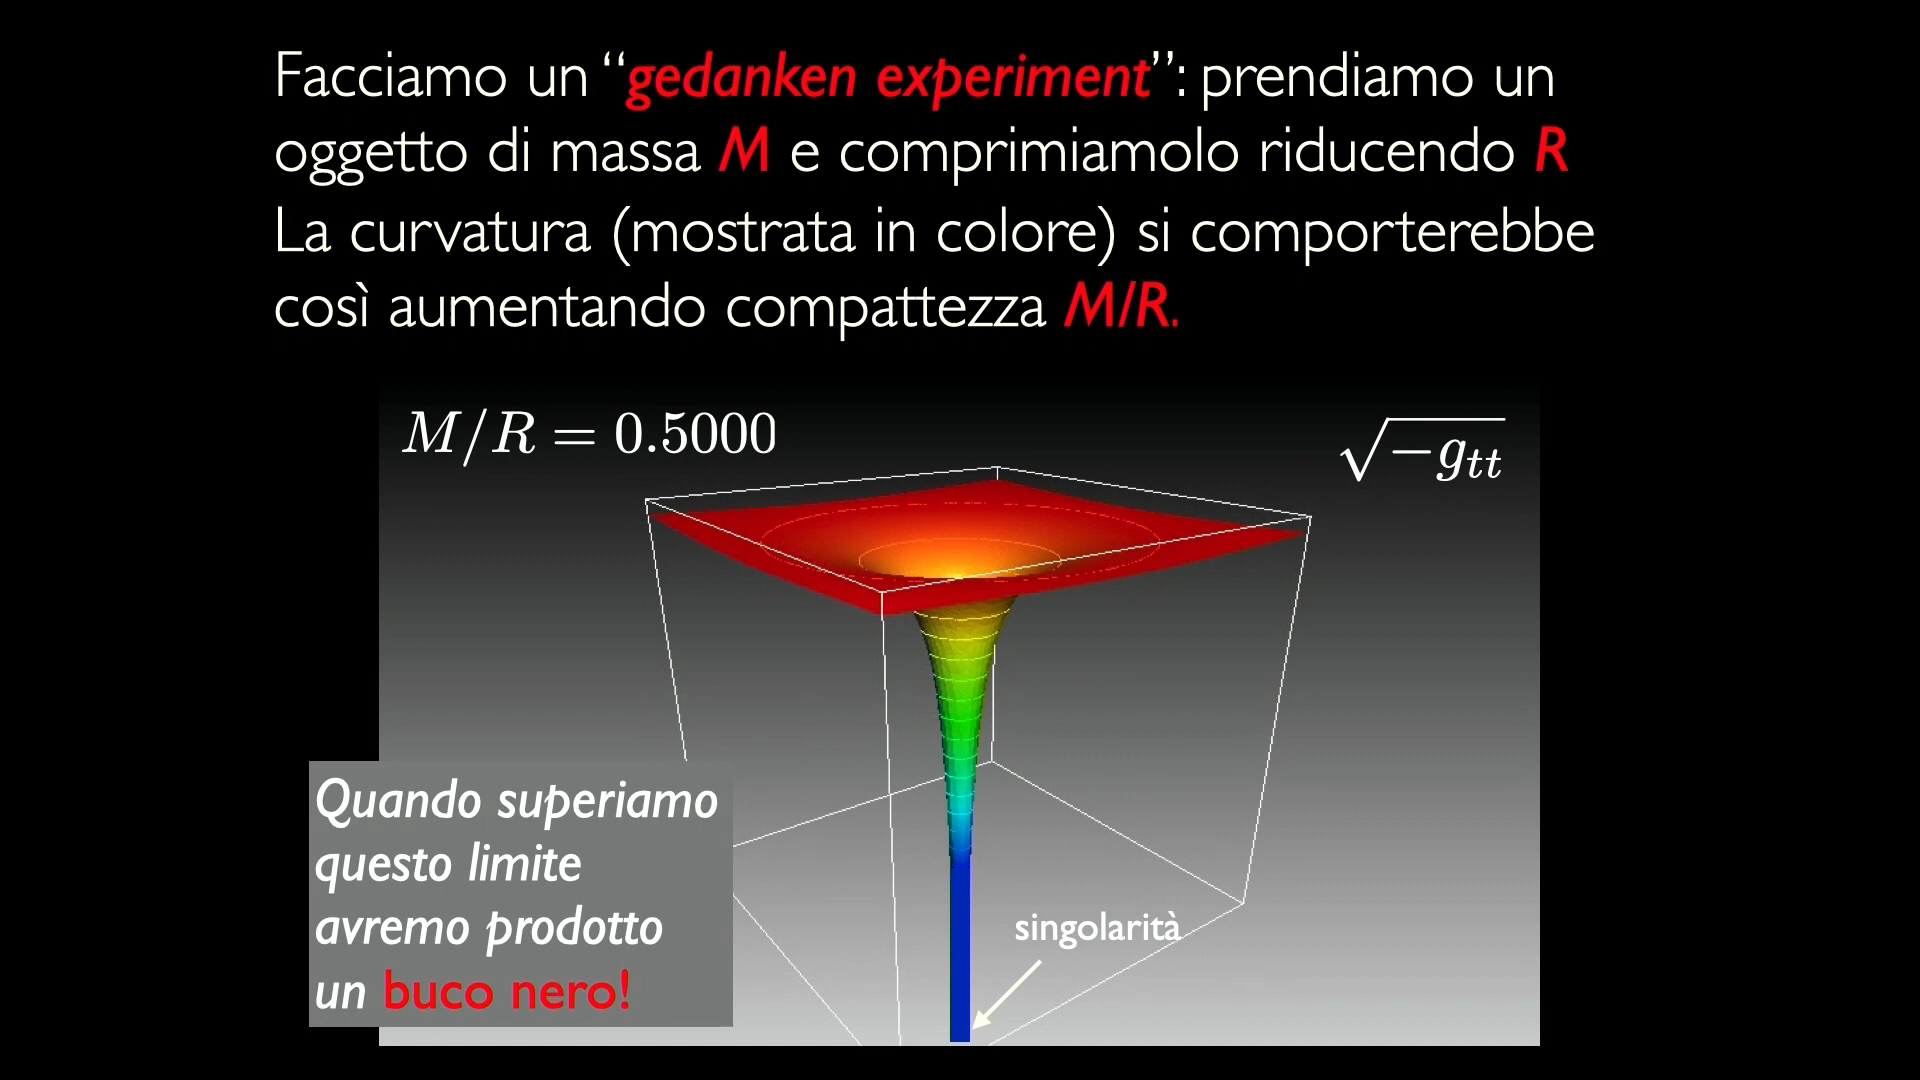 Facciamo un “gedanken experiment”: prendiamo un
oggetto di massa M e comprimiamolo riducendo R
La curvatura (mostrata in colore) si comporterebbe
così aumentando compattezza M/R.
M/R = 0.5000
√−gtt
Quando superiamo
questo limite
avremo prodotto
un buco nero!
singolarità